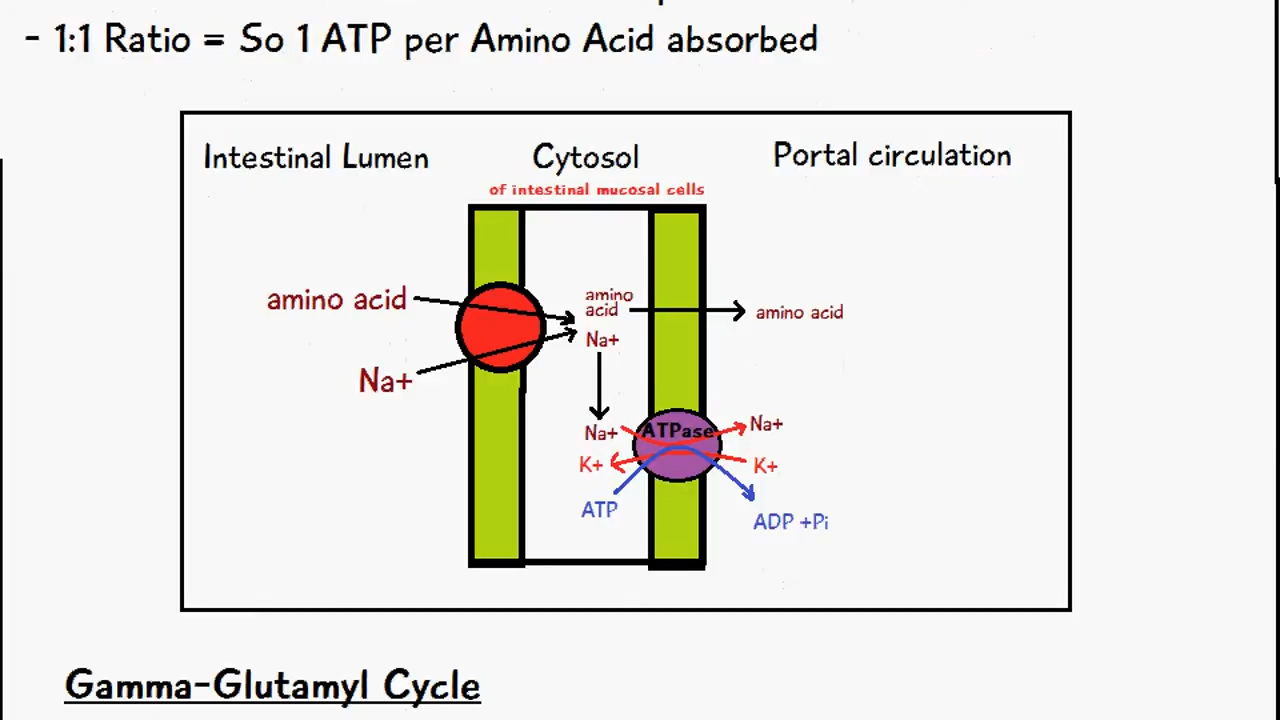 - 1:1 Ratio = So 1 ATP per Amino Acid absorbed
Intestinal Lumen
Cytosol
Portal circulation
of intestinal mucosal cells
amino acid
amino
acid
amino acid
Na+
Na+
Na+
ATPase
Na+
K+
K+
ATP
ADP +Pi
Gamma-Glutamyl Cycle